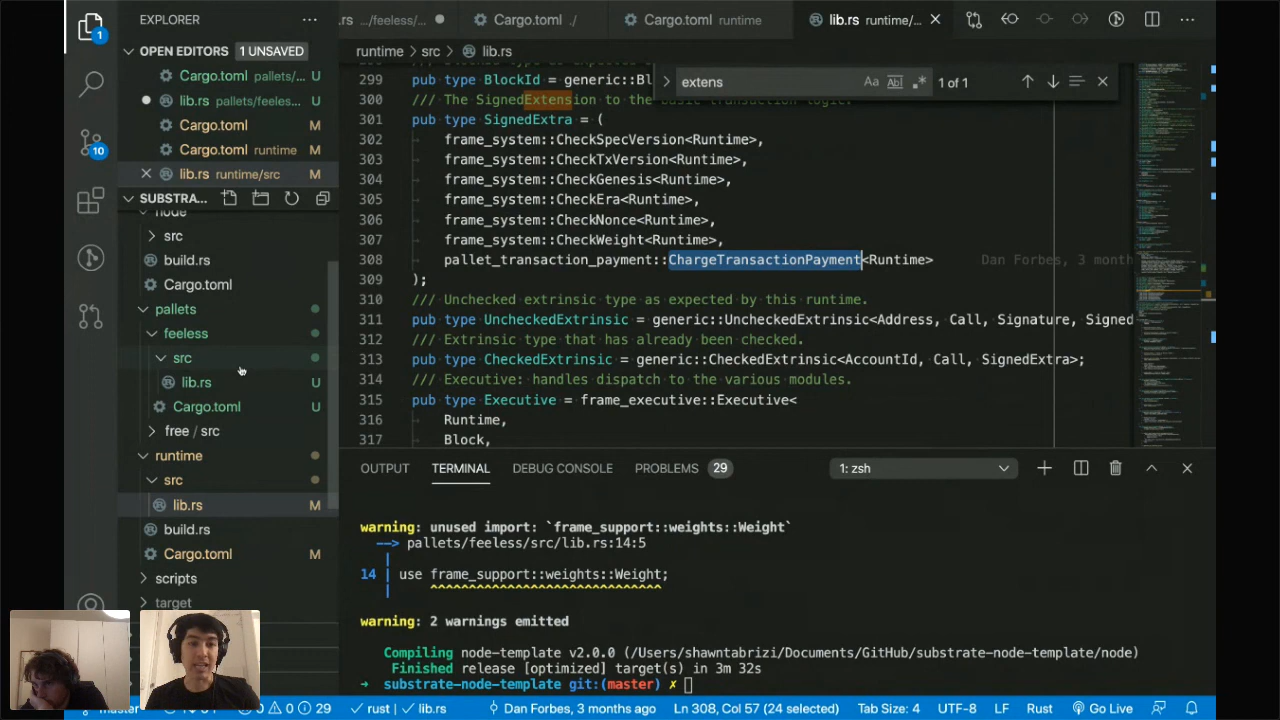 EXPLORER
.rs …/feeless/…
Cargo.toml ./
Cargo.toml runtime
lib.rs runtime/…
OPEN EDITORS 1 UNSAVED
runtime > src > lib.rs
Cargo.toml pallets/… U
lib.rs pallets/feeles… U
Cargo.toml M
Cargo.toml runtime M
lib.rs runtime/src M
SUBSTRA…
node
src
build.rs
Cargo.toml
pallets
feeless
src
lib.rs U
Cargo.toml U
free / src
runtime
src
lib.rs M
build.rs
Cargo.toml M
scripts
target
1
10
extens
Aa
1 of 1
299 pub type BlockId = generic::Bl
300 /// The SignedExtension to the basic transaction logic.
301 pub type SignedExtra = (
302 frame_system::CheckSpecVersion<Runtime>,
303 frame_system::CheckTxVersion<Runtime>,
304 frame_system::CheckGenesis<Runtime>,
305 frame_system::CheckEra<Runtime>,
306 frame_system::CheckNonce<Runtime>,
307 frame_system::CheckWeight<Runtime>,
308 pallet_transaction_payment::ChargeTransactionPayment<Runtime> Dan Forbes, 3 month
309 );
310 /// Unchecked extrinsic type as expected by this runtime.
311 pub type UncheckedExtrinsic = generic::UncheckedExtrinsic<Address, Call, Signature, Signed
312 /// Extrinsic type that has already been checked.
313 pub type CheckedExtrinsic = generic::CheckedExtrinsic<AccountId, Call, SignedExtra>;
314 /// Executive: handles dispatch to the various modules.
315 pub type Executive = frame_executive::Executive<
316 Runtime,
317 Block,
OUTPUT TERMINAL DEBUG CONSOLE PROBLEMS 29 1: zsh
warning: unused import: `frame_support::weights::Weight`
--> pallets/feeless/src/lib.rs:14:5
|
14 | use frame_support::weights::Weight;
| ^^^^^^^^^^^^^^^^^^^^^^^^^^^^^^
warning: 2 warnings emitted
Compiling node-template v2.0.0 (/Users/shawntabrizi/Documents/GitHub/substrate-node-template/node)
Finished release [optimized] target(s) in 3m 32s
➜ substrate-node-template git:(master) ✗
29 rust | ✓ lib.rs Dan Forbes, 3 months ago Ln 308, Col 57 (24 selected) Tab Size: 4 UTF-8 LF Rust Go Live